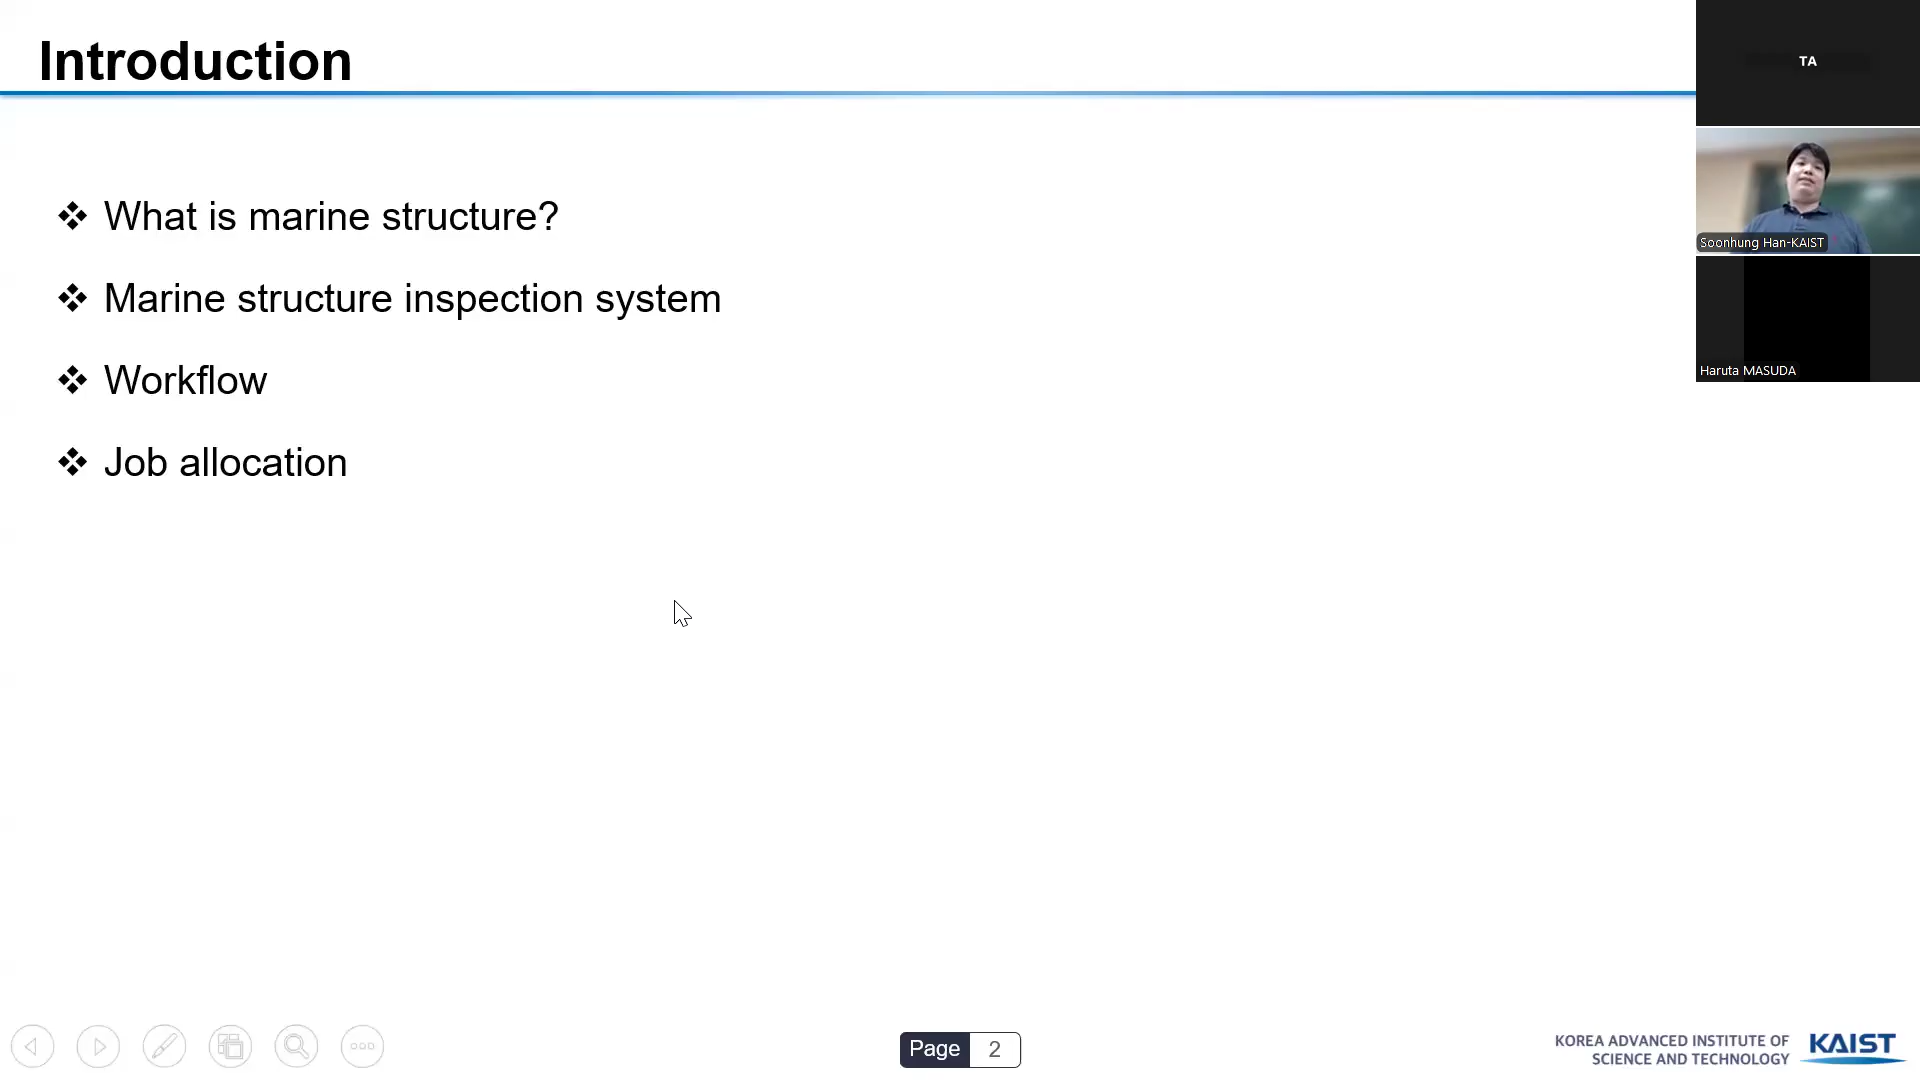 Introduction
TA
Soonhung Han-KAIST
Haruta MASUDA
What is marine structure?
Marine structure inspection system
Workflow
Job allocation
Page 2
KOREA ADVANCED INSTITUTE OF
SCIENCE AND TECHNOLOGY
KAIST